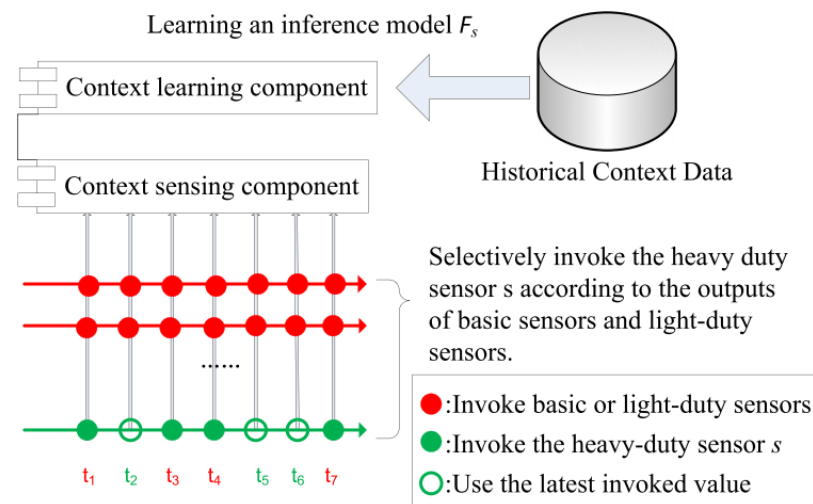 Learning an inference model Fs
Context learning component
Context sensing component
Historical Context Data
Selectively invoke the heavy duty
sensor s according to the outputs
of basic sensors and light-duty
sensors.
......
:Invoke basic or light-duty sensors
:Invoke the heavy-duty sensor s
:Use the latest invoked value
t1 t2 t3 t4 t5 t6 t7